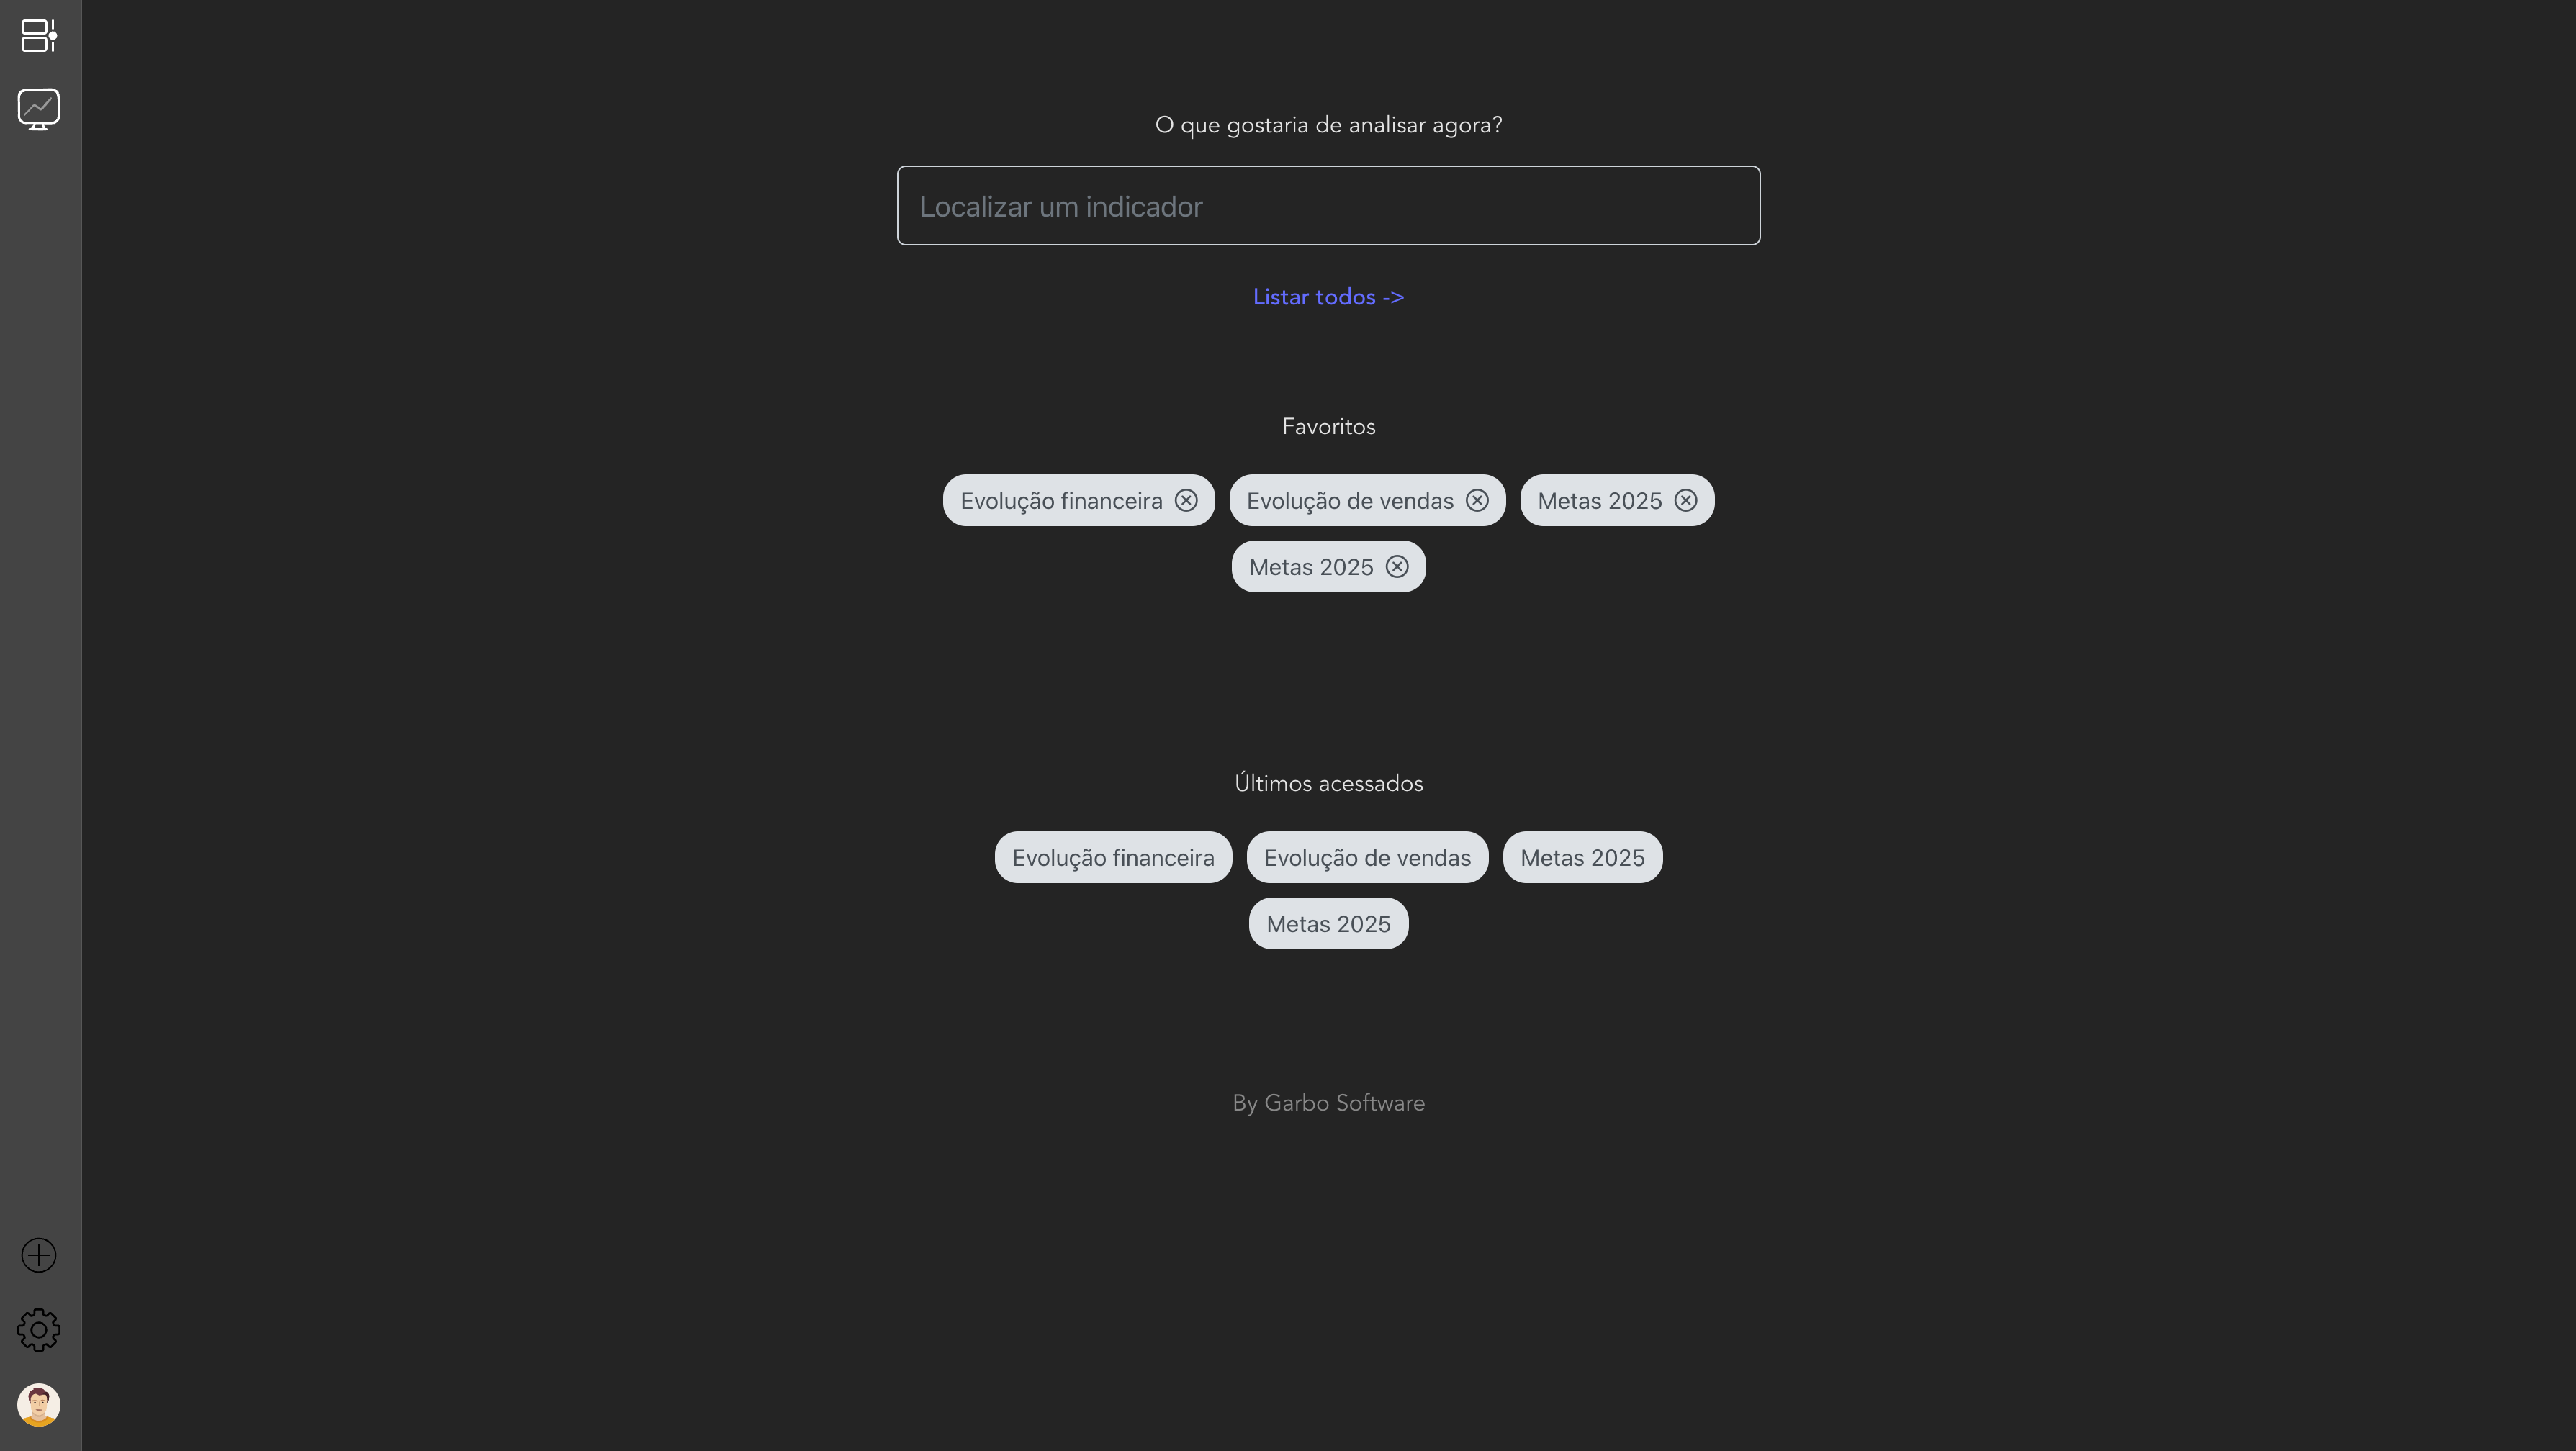 O que gostaria de analisar agora?
Localizar um indicador
Listar todos ->
Favoritos
Evolução financeira
Evolução de vendas
Metas 2025
Metas 2025
Últimos acessados
Evolução financeira
Evolução de vendas
Metas 2025
Metas 2025
By Garbo Software